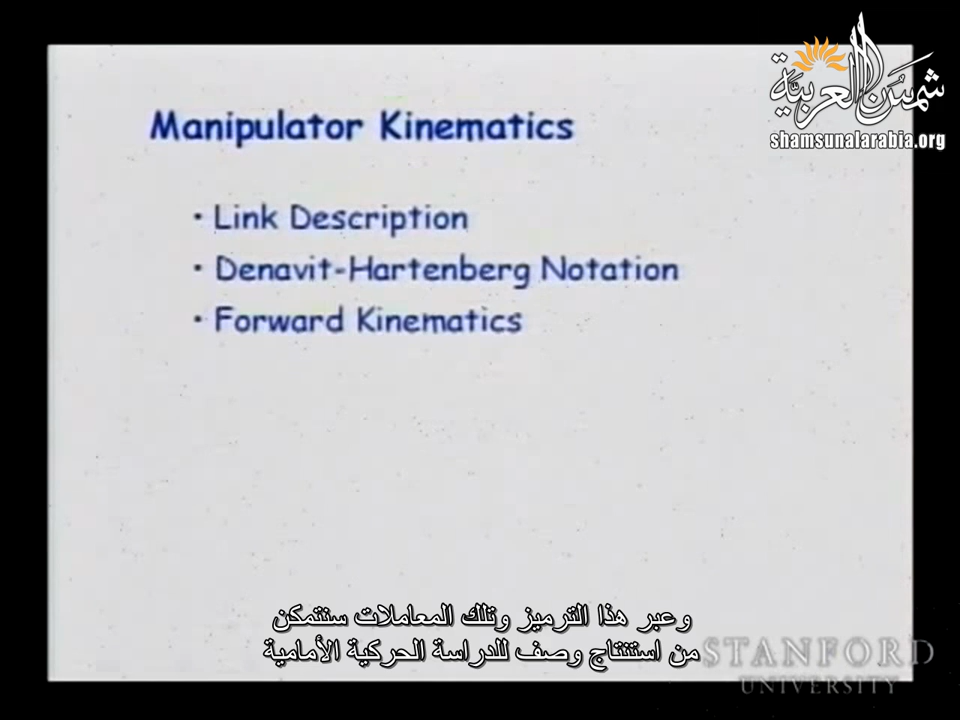 شمس العربية
shamsunalarabia.org
Manipulator Kinematics
• Link Description
• Denavit-Hartenberg Notation
• Forward Kinematics
وعبر هذا الترميز وتلك المعاملات سنتمكن
من استنتاج وصف للدراسة الحركية الأمامية
STANFORD
UNIVERSITY